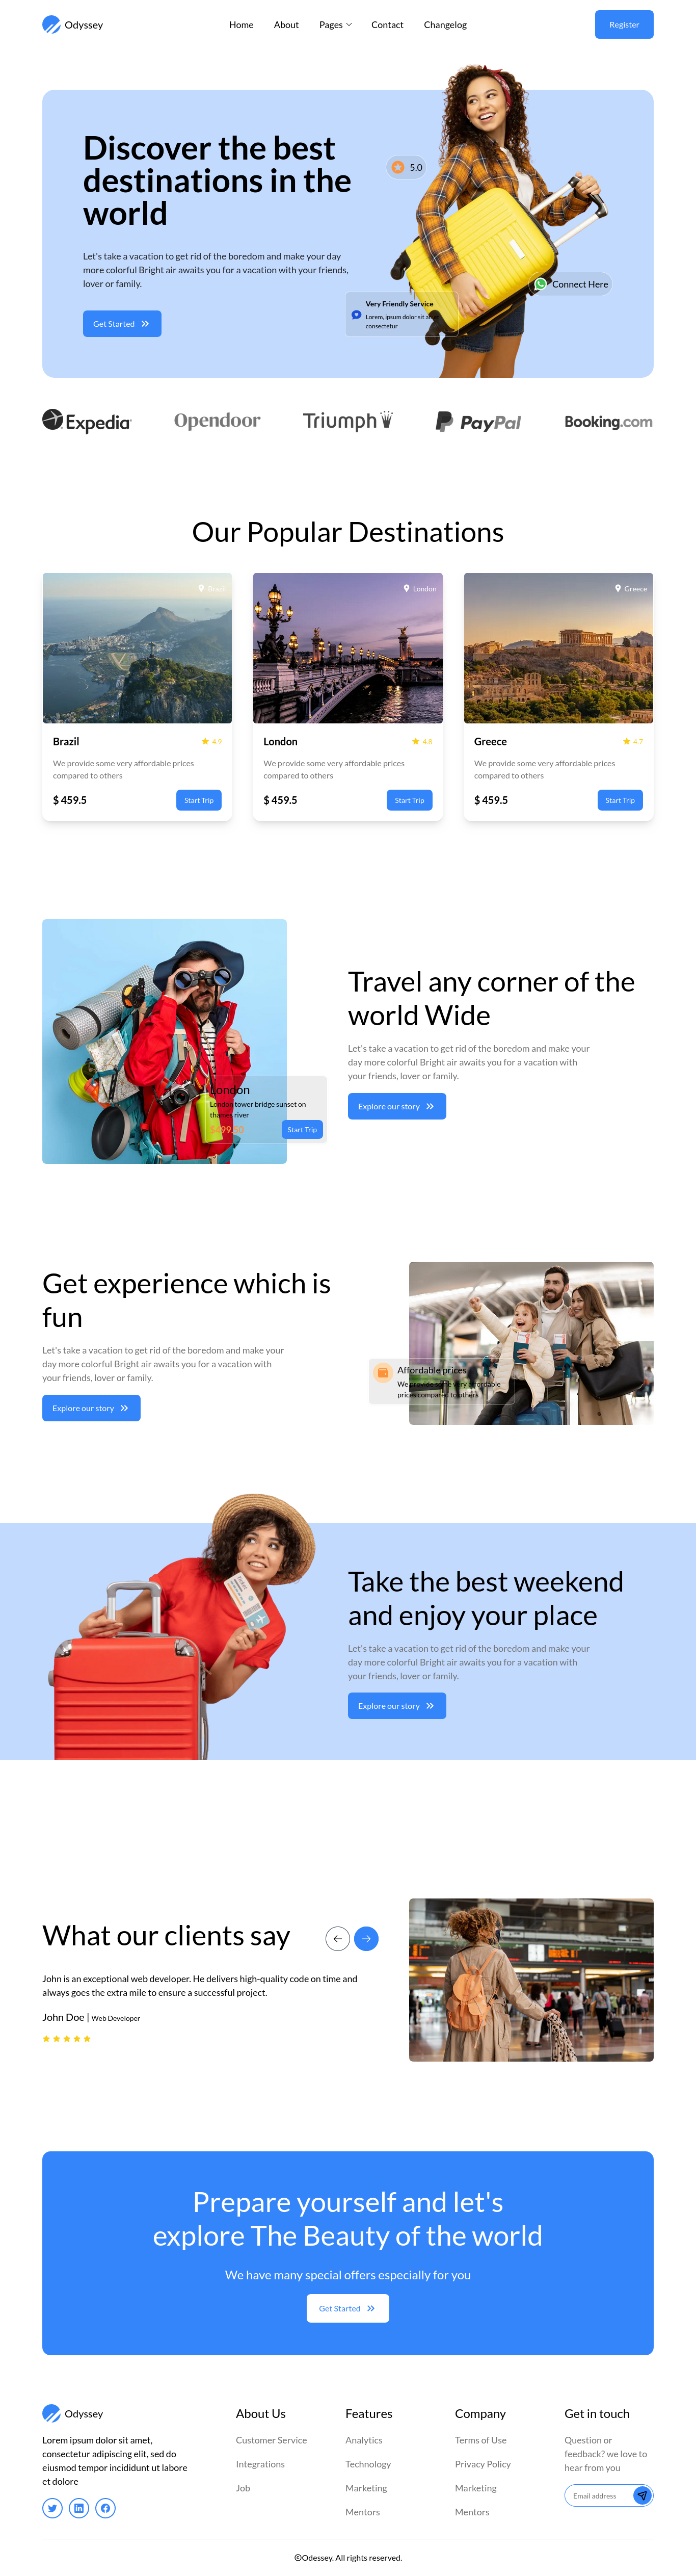 Odyssey
Home About Pages Contact Changelog
Register
Discover the best
destinations in the
world
Let's take a vacation to get rid of the boredom and make your day
more colorful Bright air awaits you for a vacation with your friends,
lover or family.
Get Started
5.0
Connect Here
Very Friendly Service
Lorem, ipsum dolor sit
consectetur
Expedia
Opendoor
Triumph
PayPal
Booking.com
Our Popular Destinations
Brazil
Brazil
4.9
We provide some very affordable prices
compared to others
$ 459.5
Start Trip
London
London
4.8
We provide some very affordable prices
compared to others
$ 459.5
Start Trip
Greece
Greece
4.7
We provide some very affordable prices
compared to others
$ 459.5
Start Trip
London
London tower bridge sunset on
thames river
Start Trip
Travel any corner of the
world Wide
Let's take a vacation to get rid of the boredom and make your
day more colorful Bright air awaits you for a vacation with
your friends, lover or family.
Explore our story
Get experience which is
fun
Let's take a vacation to get rid of the boredom and make your
day more colorful Bright air awaits you for a vacation with
your friends, lover or family.
Explore our story
Affordable prices
We provide some very affordable
prices compared to others
Take the best weekend
and enjoy your place
Let's take a vacation to get rid of the boredom and make your
day more colorful Bright air awaits you for a vacation with
your friends, lover or family.
Explore our story
What our clients say
John is an exceptional web developer. He delivers high-quality code on time and
always goes the extra mile to ensure a successful project.
John Doe | Web Developer
Prepare yourself and let's
explore The Beauty of the world
We have many special offers especially for you
Get Started
Odyssey
Lorem ipsum dolor sit amet,
consectetur adipiscing elit, sed do
eiusmod tempor incididunt ut labore
et dolore
About Us
Customer Service
Integrations
Job
Features
Analytics
Technology
Marketing
Mentors
Company
Terms of Use
Privacy Policy
Marketing
Mentors
Get in touch
Question or
feedback? we love to
hear from you
Email address
©Odessey. All rights reserved.